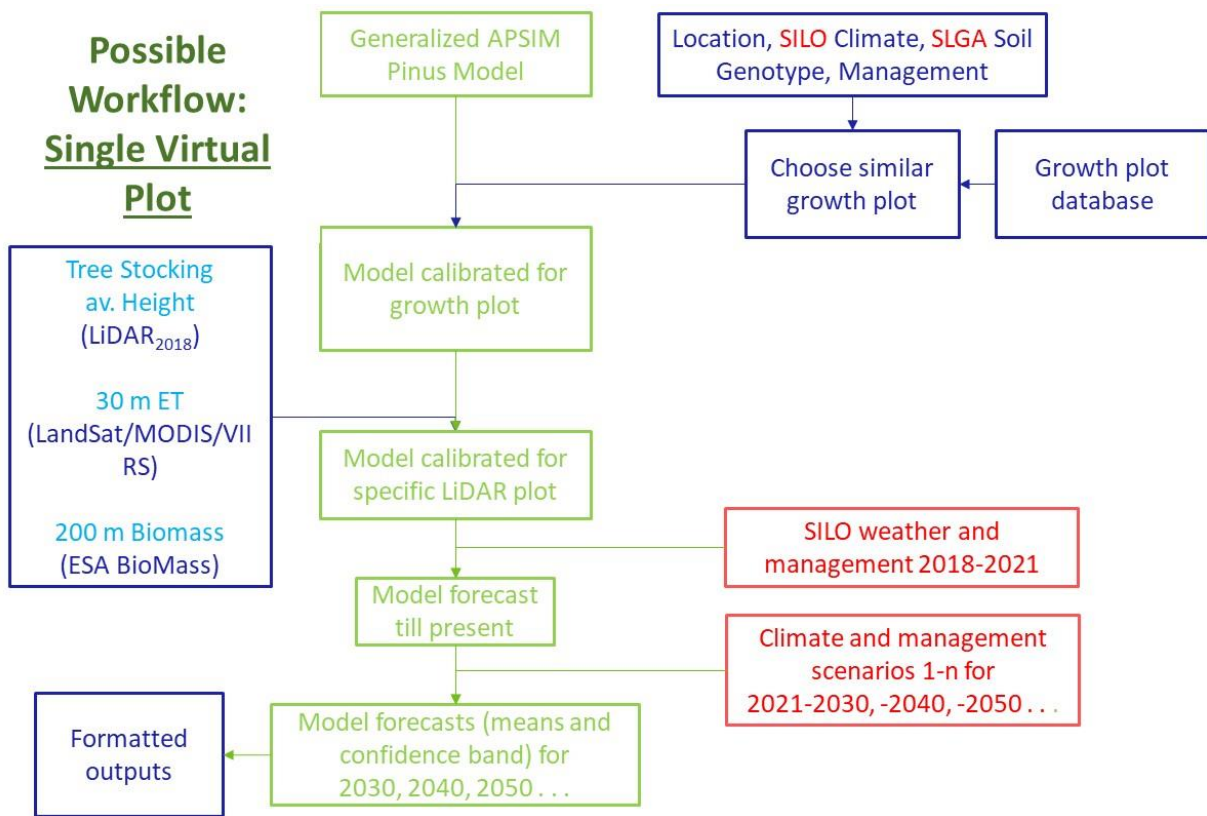 Possible
Workflow:
Single Virtual
Plot
Generalized APSIM
Pinus Model
Location, SILO Climate, SLGA Soil
Genotype, Management
Choose similar
growth plot
Growth plot
database
Model calibrated for
growth plot
Tree Stocking
av. Height
(LiDAR2018)
30 m ET
(LandSat/MODIS/VII
RS)
200 m Biomass
(ESA BioMass)
Model calibrated for
specific LiDAR plot
SILO weather and
management 2018-2021
Model forecast
till present
Climate and management
scenarios 1-n for
2021-2030, -2040, -2050 . . .
Model forecasts (means and
confidence band) for
2030, 2040, 2050 . . .
Formatted
outputs